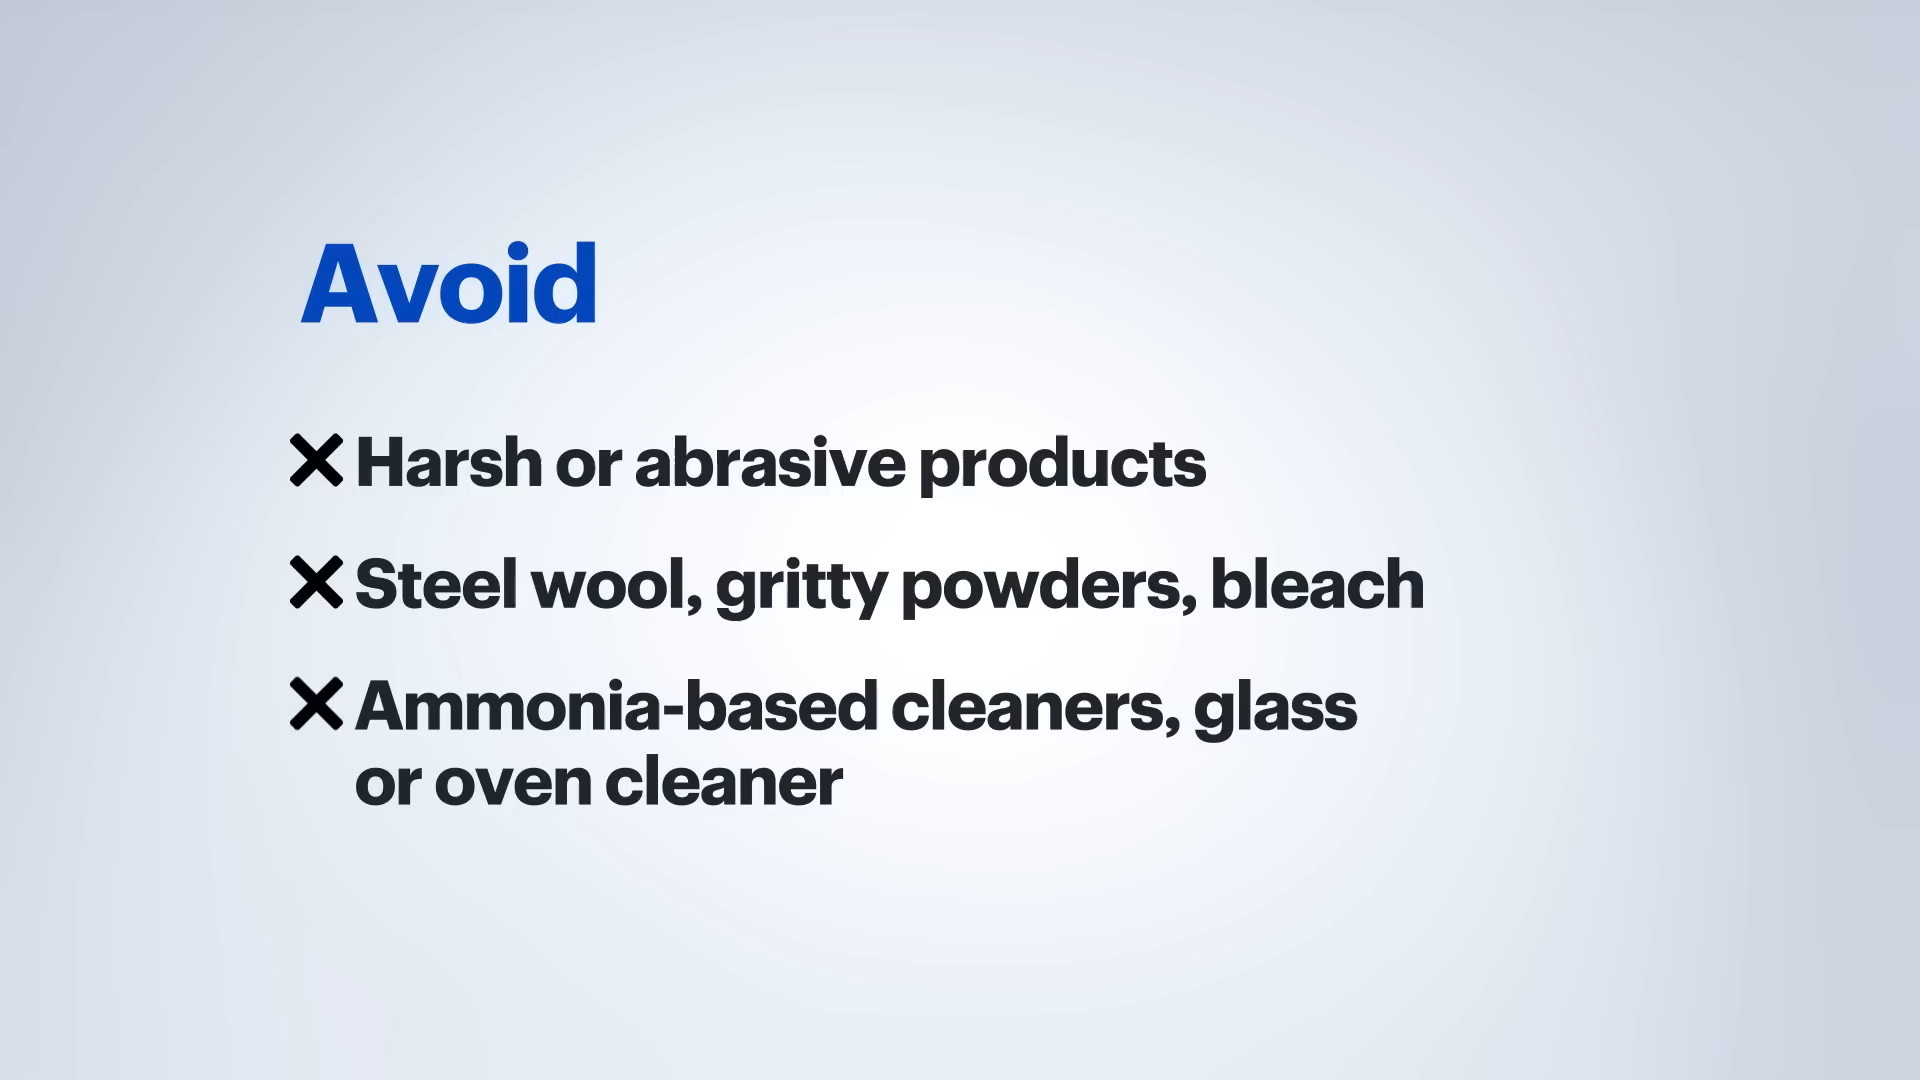 Avoid
❌ Harsh or abrasive products
❌ Steel wool, gritty powders, bleach
❌ Ammonia-based cleaners, glass
or oven cleaner